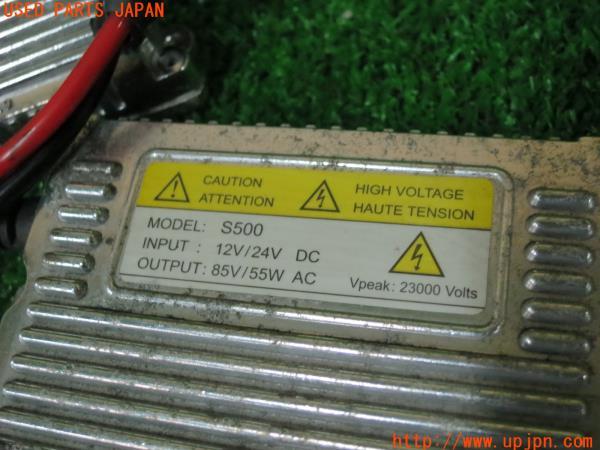 USED PARTS JAPAN
CAUTION
ATTENTION
HIGH VOLTAGE
HAUTE TENSION
MODEL: S500
INPUT : 12V/24V DC
OUTPUT: 85V/55W AC
Vpeak: 23000 Volts
http://www.upjpn.com/